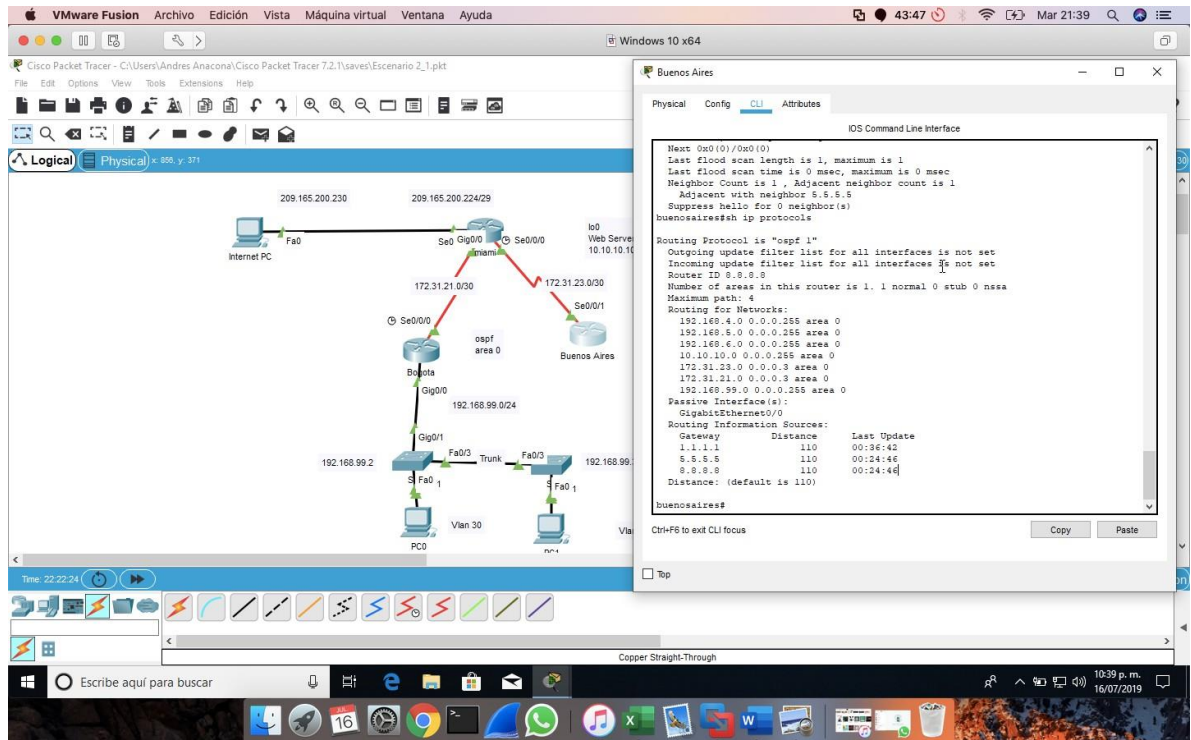 VMware Fusion Archivo Edición Vista Máquina virtual Ventana Ayuda
43:47 Mar 21:39
Windows 10 x64
Cisco Packet Tracer - C:\Users\Andres Anacona\Cisco Packet Tracer 7.2.1\saves\Escenario 2_1.pkt
File Edit Options View Tools Extensions Help
Logical Physical x: 856, y: 371
209.165.200.230 209.165.200.224/29
Internet PC
Fa0
Se0 Gig0/0
Se0/0/0
lo0
Web Serve
10.10.10.10
172.31.21.0/30
172.31.23.0/30
Se0/0/1
Se0/0/0
ospf
area 0
Buenos Aires
Bogota
Gig0/0
192.168.99.0/24
Gig0/1
192.168.99.2
Fa0/3
Trunk
Fa0/3
192.168.99.
S Fa0 1
S Fa0 1
Vlan 30
Vla
PC0
PC1
Time: 22:22:24
Copper Straight-Through
Buenos Aires
Physical Config CLI Attributes
IOS Command Line Interface
Next 0x0(0)/0x0(0)
Last flood scan length is 1, maximum is 1
Last flood scan time is 0 msec, maximum is 0 msec
Neighbor Count is 1 , Adjacent neighbor count is 1
Adjacent with neighbor 5.5.5.5
Suppress hello for 0 neighbor(s)
buenosaires#sh ip protocols
Routing Protocol is "ospf 1"
Outgoing update filter list for all interfaces is not set
Incoming update filter list for all interfaces is not set
Router ID 8.8.8.8
Number of areas in this router is 1. 1 normal 0 stub 0 nssa
Maximum path: 4
Routing for Networks:
192.168.4.0 0.0.0.255 area 0
192.168.5.0 0.0.0.255 area 0
192.168.6.0 0.0.0.255 area 0
10.10.10.0 0.0.0.255 area 0
172.31.23.0 0.0.0.3 area 0
172.31.21.0 0.0.0.3 area 0
192.168.99.0 0.0.0.255 area 0
Passive Interface(s):
GigabitEthernet0/0
Routing Information Sources:
Gateway Distance Last Update
1.1.1.1 110 00:36:42
5.5.5.5 110 00:24:46
8.8.8.8 110 00:24:46
Distance: (default is 110)
buenosaires#
Ctrl+F6 to exit CLI focus
Copy Paste
Top
Escribe aquí para buscar
10:39 p. m.
16/07/2019
JUL
16